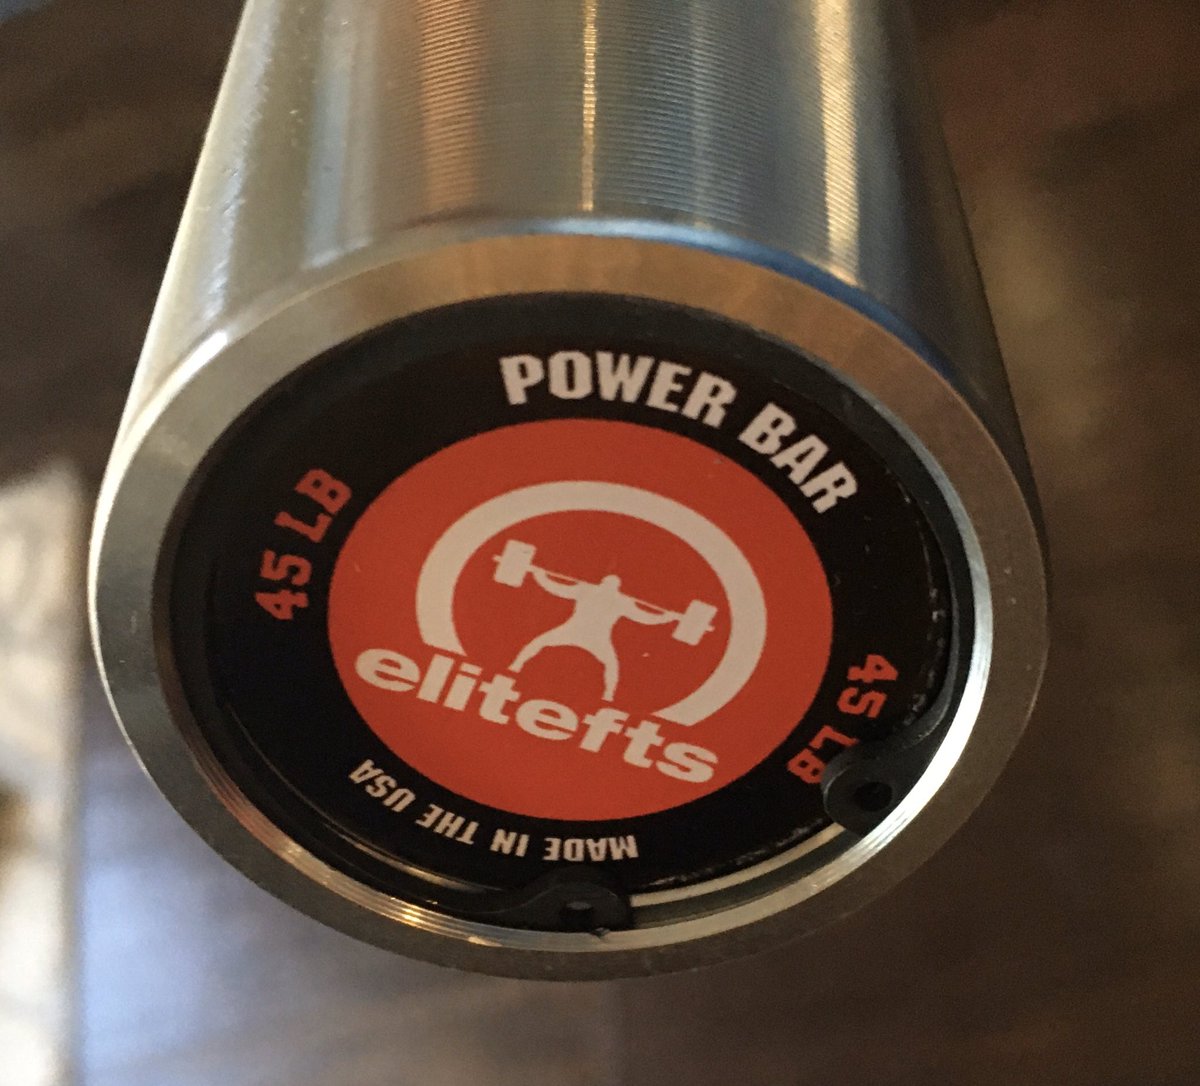 POWER BAR
45 LB
elitefts
45 LB
MADE IN THE USA